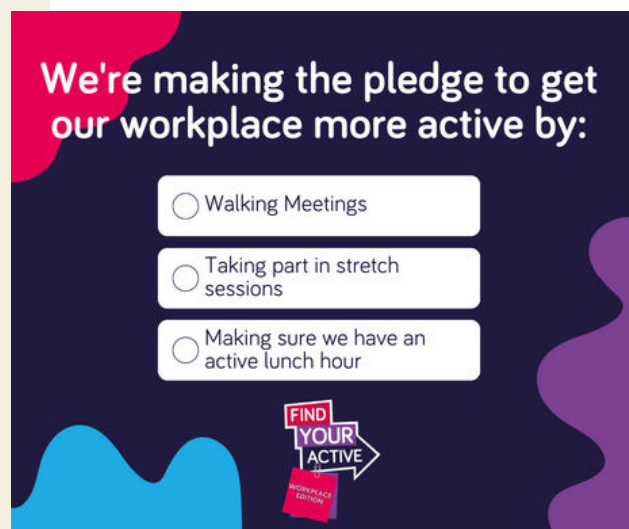 We're making the pledge to get
our workplace more active by:
Walking Meetings
Taking part in stretch
sessions
Making sure we have an
active lunch hour
FIND
YOUR
ACTIVE
WORKPLACE
EDITION